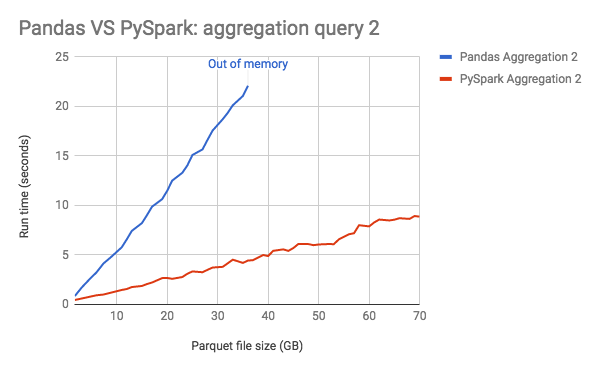 Pandas VS PySpark: aggregation query 2
Pandas Aggregation 2
PySpark Aggregation 2
Out of memory
Run time (seconds)
25
20
15
10
5
0
10 20 30 40 50 60 70
Parquet file size (GB)